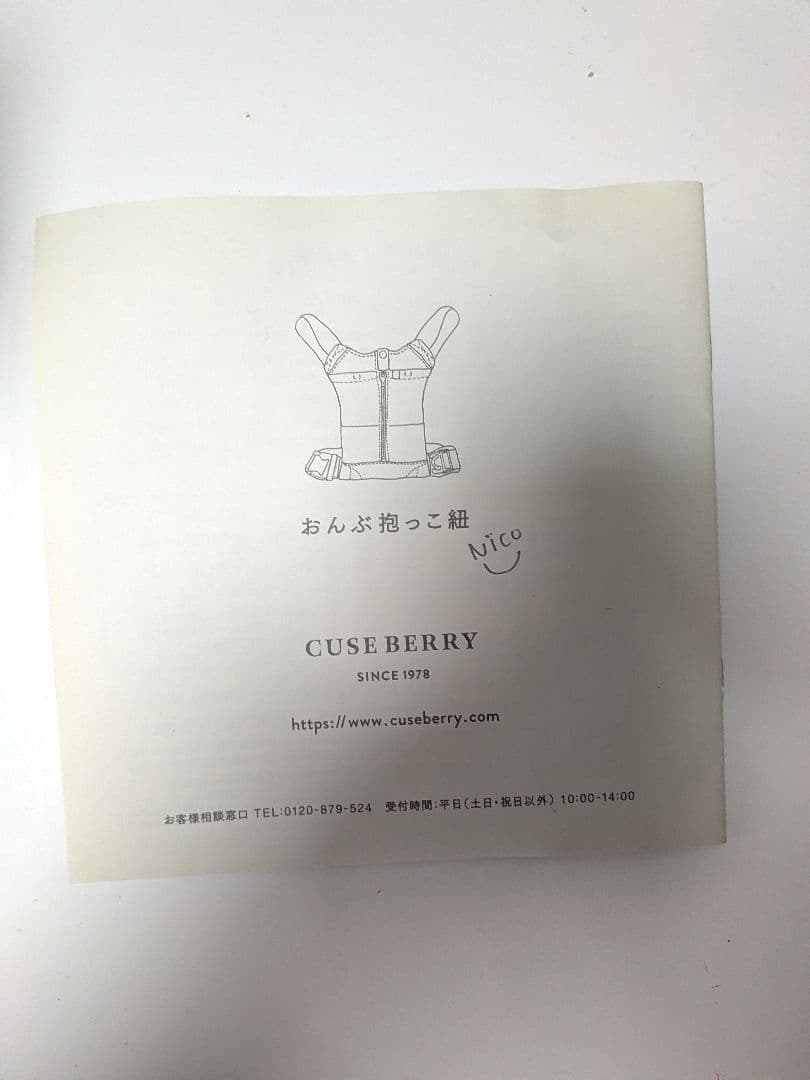 おんぶ抱っこ紐
Nico
CUSE BERRY
SINCE 1978
https://www.cuseberry.com
お客様相談窓口 TEL:0120-879-524 受付時間:平日(土日・祝日以外) 10:00-14:00